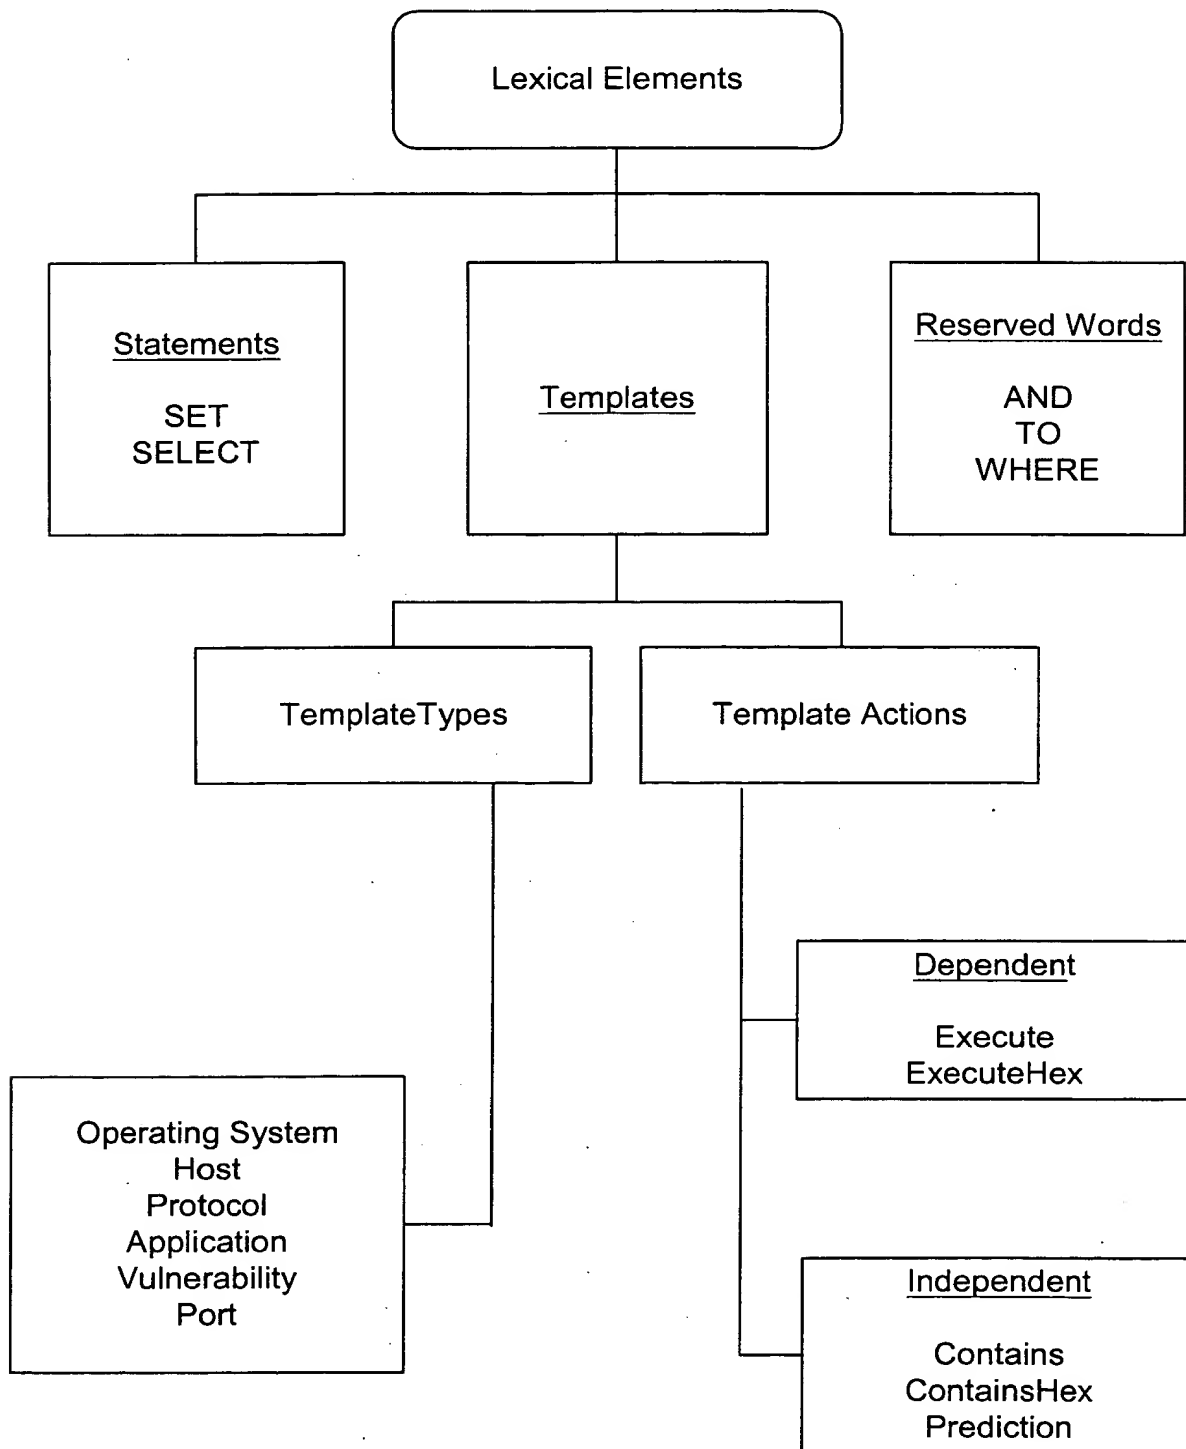 Lexical Elements
Statements
SET
SELECT
Templates
Reserved Words
AND
TO
WHERE
TemplateTypes
Template Actions
Operating System
Host
Protocol
Application
Vulnerability
Port
Dependent
Execute
ExecuteHex
Independent
Contains
ContainsHex
Prediction